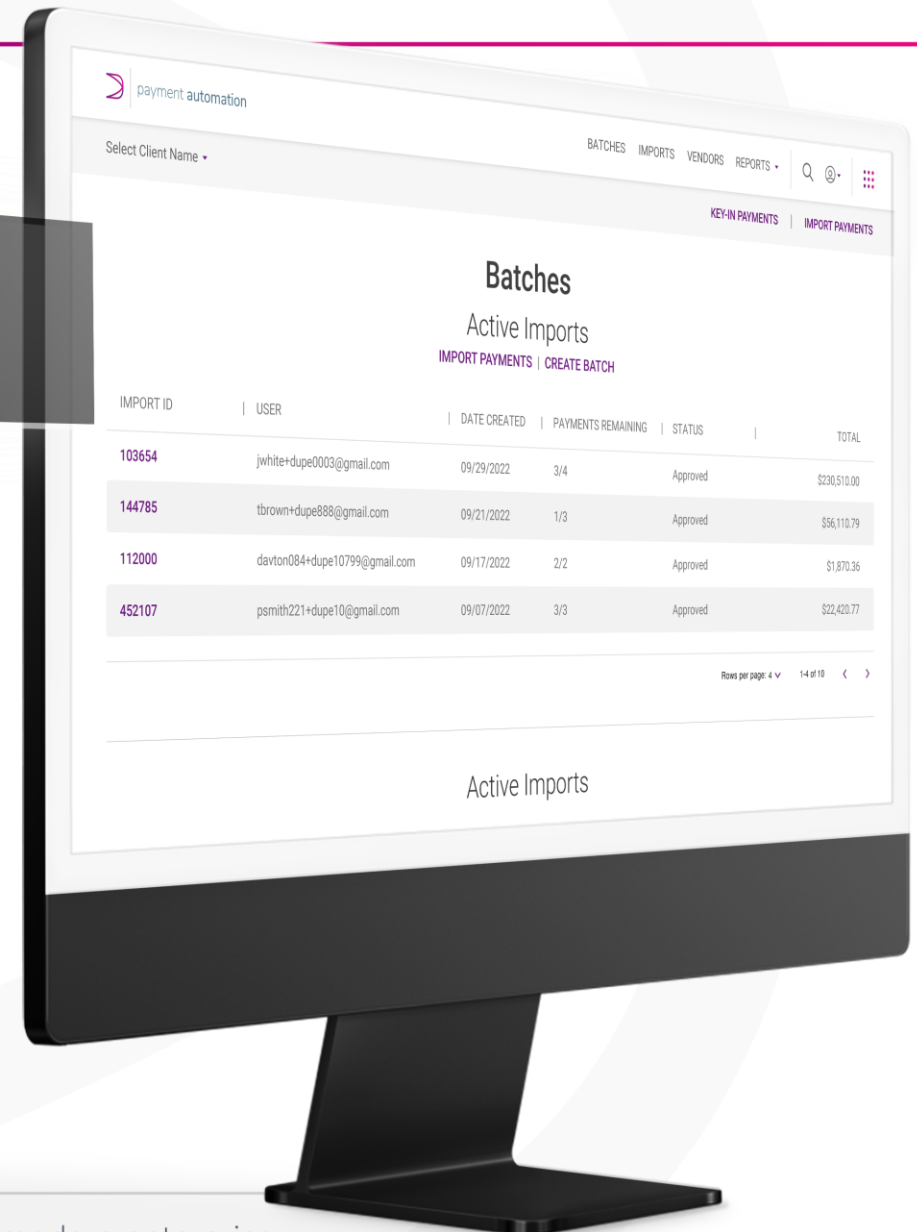 payment automation
BATCHES IMPORTS VENDORS REPORTS
Select Client Name
KEY-IN PAYMENTS | IMPORT PAYMENTS
Batches
Active Imports
IMPORT PAYMENTS | CREATE BATCH
IMPORT ID | USER | DATE CREATED | PAYMENTS REMAINING | STATUS | TOTAL
103654 jwhite+dupe0003@gmail.com 09/29/2022 3/4 Approved $230,510.00
144785 tbrown+dupe888@gmail.com 09/21/2022 1/3 Approved $56,110.79
112000 davton084+dupe10799@gmail.com 09/17/2022 2/2 Approved $1,870.36
452107 psmith221+dupe10@gmail.com 09/07/2022 3/3 Approved $22,420.77
Rows per page: 4 1-4 of 10
Active Imports